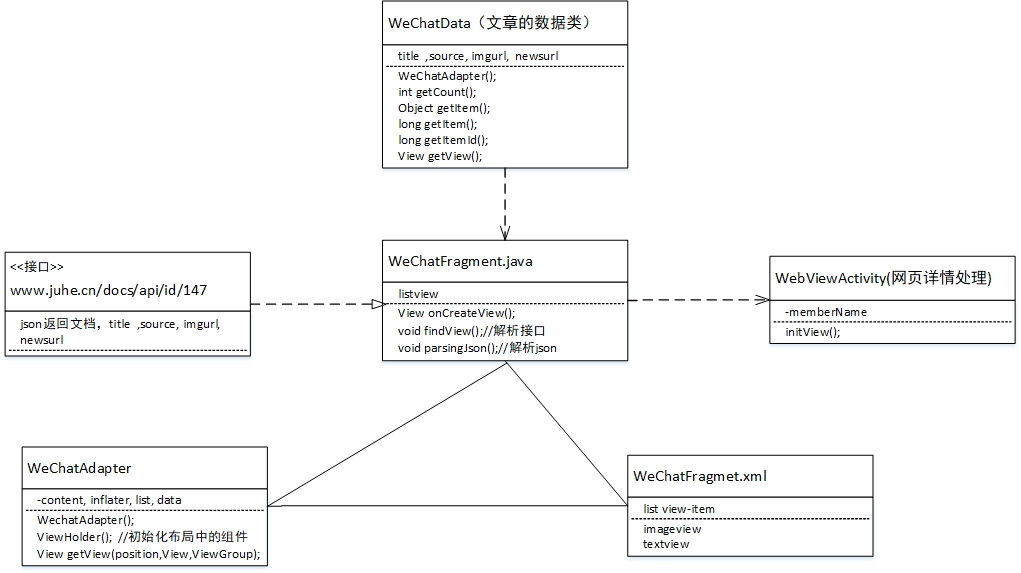 WeChatData（文章的数据类）
title ,source, imgurl, newsurl
WeChatAdapter();
int getCount();
Object getItem();
long getItem();
long getItemId();
View getView();
<<接口>>
www.juhe.cn/docs/api/id/147
json返回文档，title ,source, imgurl,
newsurl
WeChatFragment.java
listview
View onCreateView();
void findView();//解析接口
void parsingJson();//解析json
WebViewActivity(网页详情处理)
-memberName
initView();
WeChatAdapter
-content, inflater, list, data
WechatAdapter();
ViewHolder(); //初始化布局中的组件
View getView(position,View,ViewGroup);
WeChatFragmet.xml
list view-item
imageview
textview